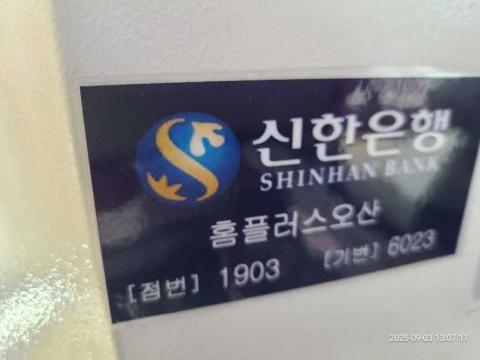 신한은행
SHINHAN BANK
홈플러스오산
[점번] 1903 [기번] 6023
2025-09-03 13:07:17